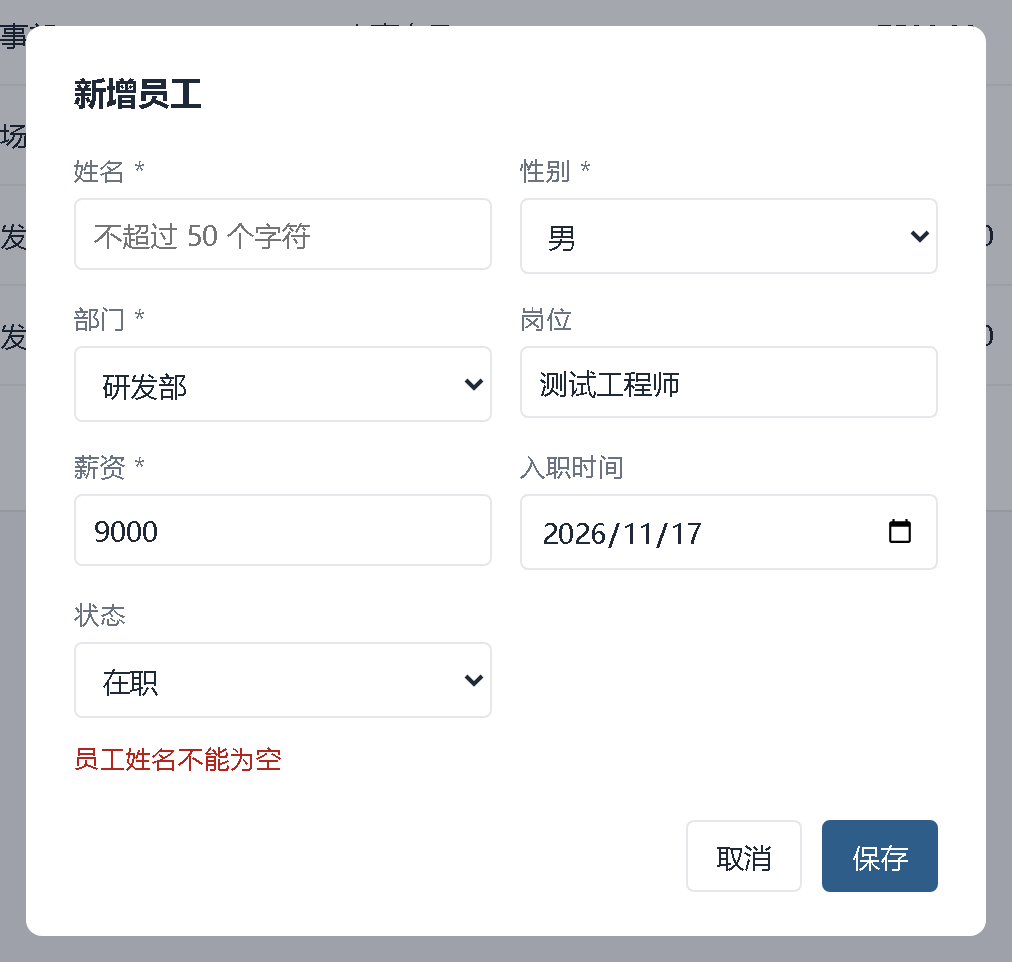 新增员工
姓名 * 性别 *
不超过 50 个字符 男
部门 * 岗位
研发部 测试工程师
薪资 * 入职时间
9000 2026/11/17
状态
在职
员工姓名不能为空
取消 保存